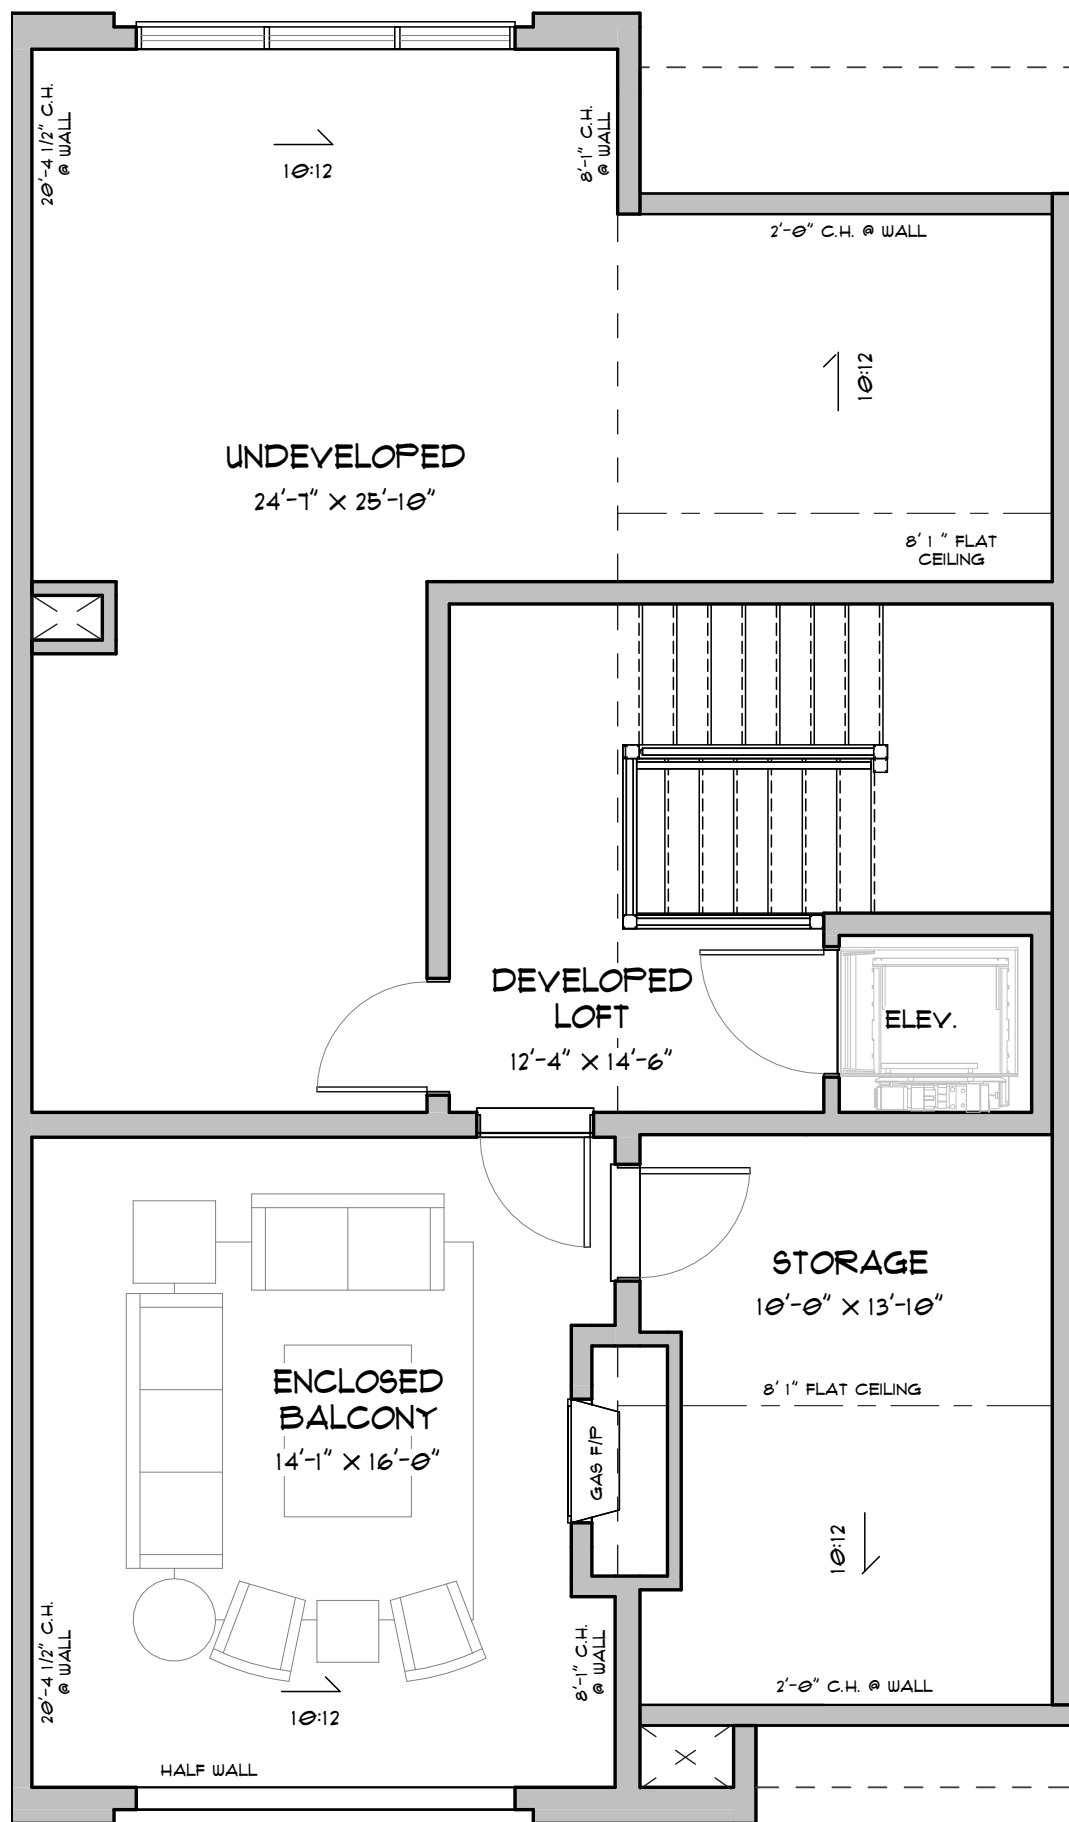 20'-4 1/2" C.H.
@ WALL
10:12
8'-1" C.H.
@ WALL
2'-0" C.H. @ WALL
10:12
UNDEVELOPED
24'-7" X 25'-10"
8' 1 " FLAT
CEILING
DEVELOPED
LOFT
12'-4" X 14'-6"
ELEV.
STORAGE
10'-0" X 13'-10"
8' 1" FLAT CEILING
ENCLOSED
BALCONY
14'-1" X 16'-0"
GAS F/P
10:12
20'-4 1/2" C.H.
@ WALL
8'-1" C.H.
@ WALL
2'-0" C.H. @ WALL
10:12
HALF WALL